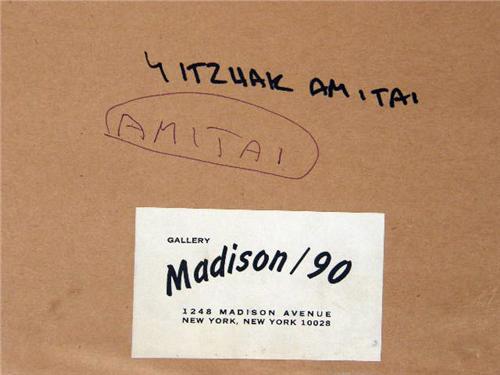 YITZHAK AMITAI
AMITAI
GALLERY
Madison/90
1248 MADISON AVENUE
NEW YORK, NEW YORK 10028